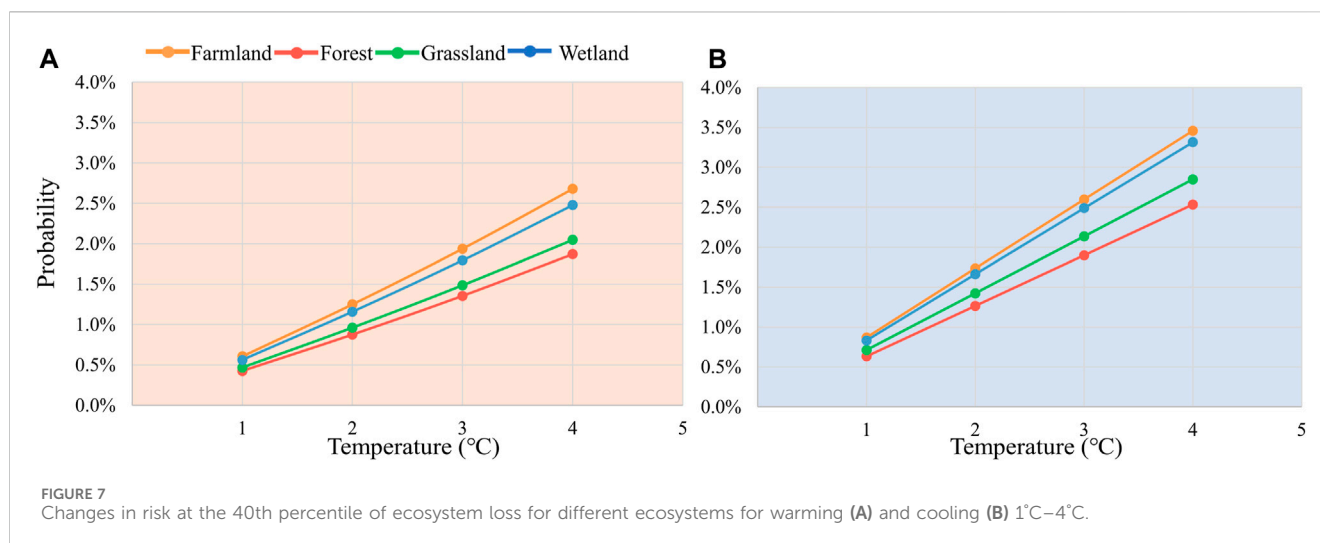 A
Farmland Forest Grassland Wetland
B
4.0%
3.5%
3.0%
2.5%
2.0%
1.5%
1.0%
0.5%
0.0%
Probability
1 2 3 4 5
Temperature (°C)
4.0%
3.5%
3.0%
2.5%
2.0%
1.5%
1.0%
0.5%
0.0%
1 2 3 4 5
Temperature (°C)
FIGURE 7
Changes in risk at the 40th percentile of ecosystem loss for different ecosystems for warming (A) and cooling (B) 1°C–4°C.